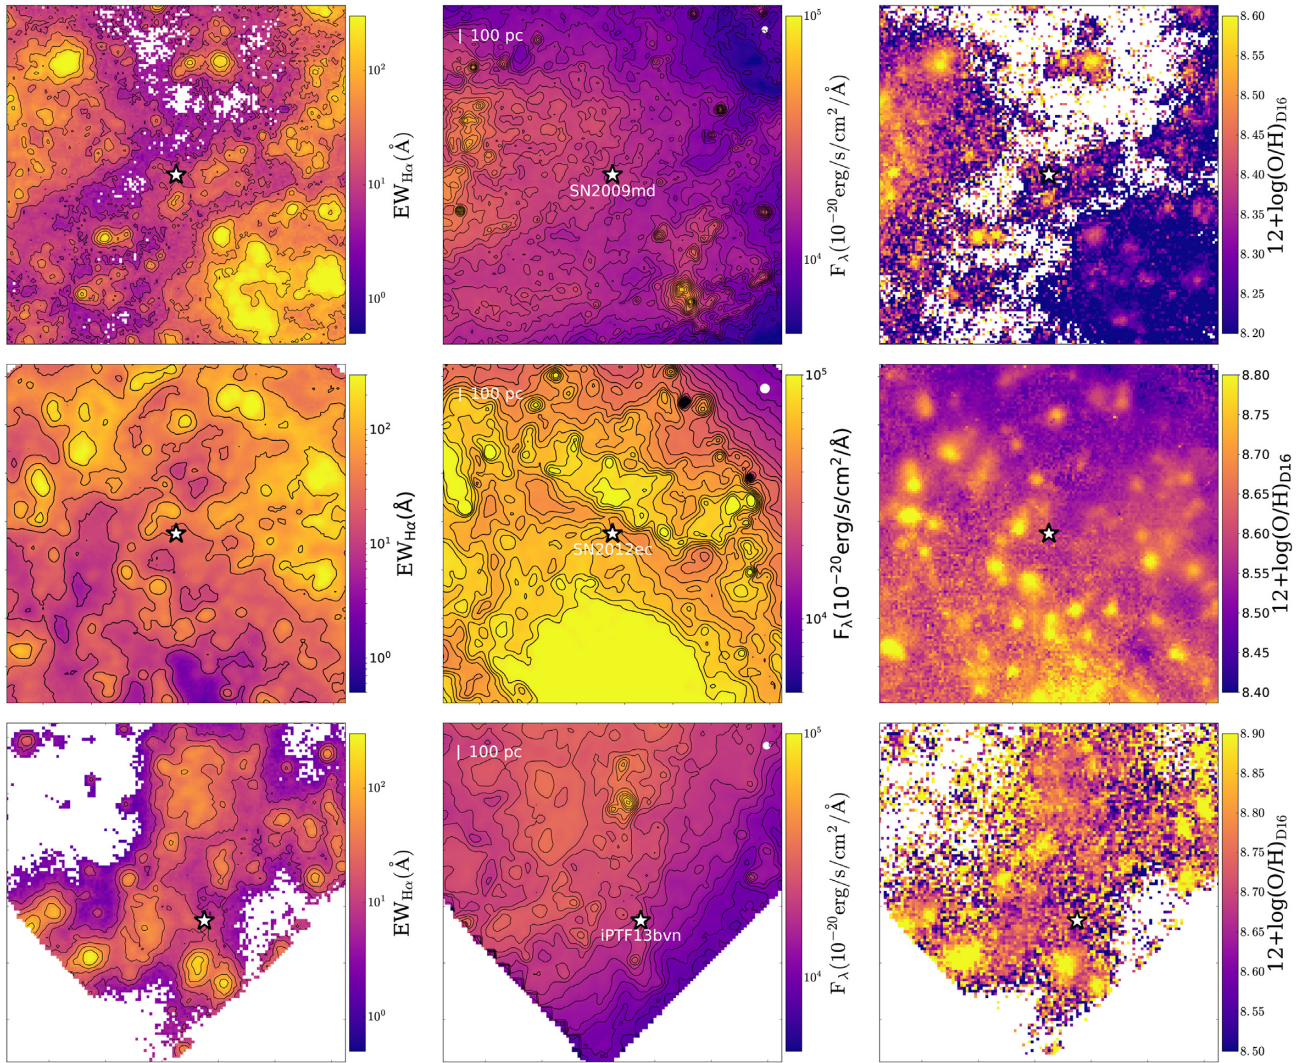 10²
10¹
10⁰
EW_Hα(Å)
| 100 pc
SN2009md
10⁵
10⁴
F_λ(10⁻²⁰erg/s/cm²/Å)
8.60
8.55
8.50
8.45
8.40
8.35
8.30
8.25
8.20
12+log(O/H)_D16
10²
10¹
10⁰
EW_Hα(Å)
| 100 pc
SN2012ec
10⁵
10⁴
F_λ(10⁻²⁰erg/s/cm²/Å)
8.80
8.75
8.70
8.65
8.60
8.55
8.50
8.45
8.40
12+log(O/H)_D16
10²
10¹
10⁰
EW_Hα(Å)
| 100 pc
iPTF13bvn
10⁵
10⁴
F_λ(10⁻²⁰erg/s/cm²/Å)
8.90
8.85
8.80
8.75
8.70
8.65
8.60
8.55
8.50
12+log(O/H)_D16